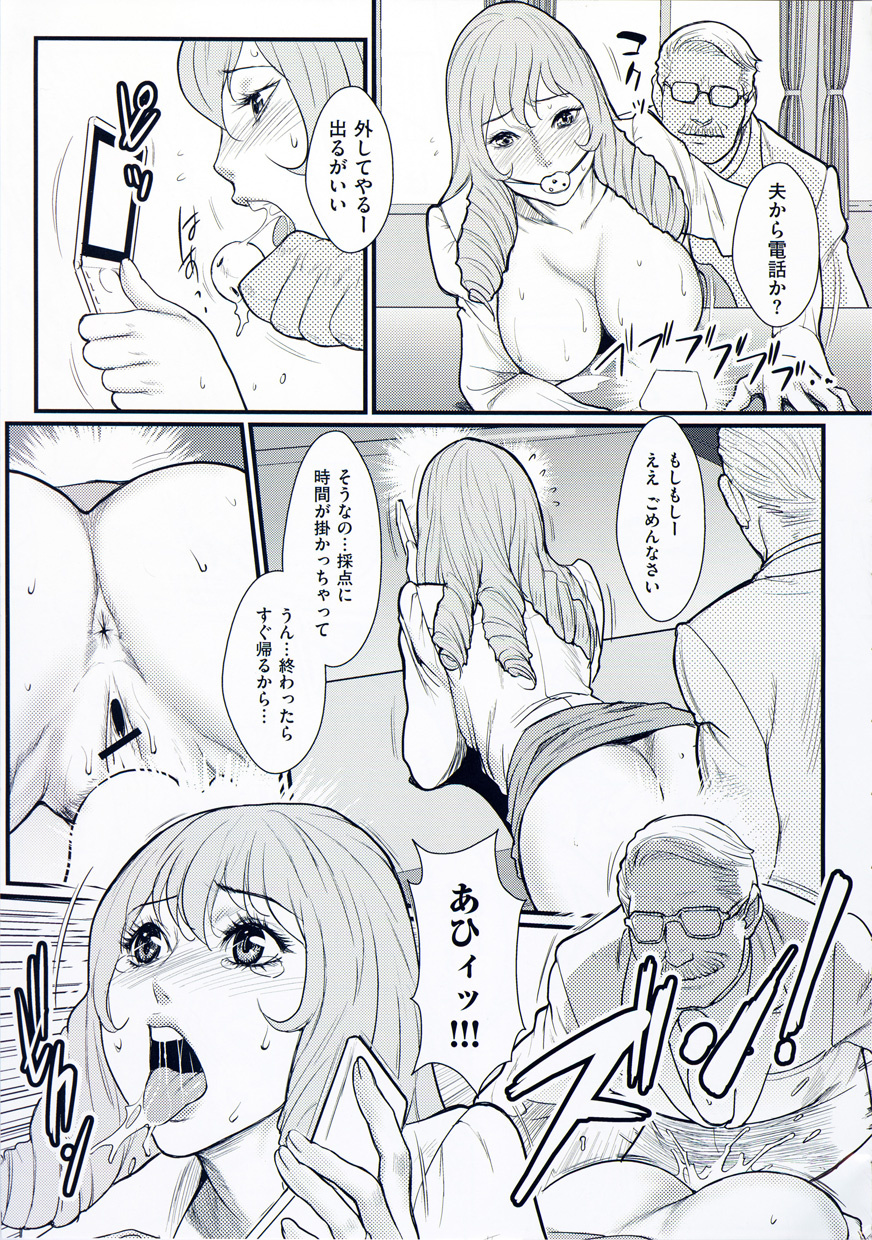 コクッ
夫から電話か？
ブブブブブブ…
外してやるー
出るがいい
ピッ
はずっ…
もしもしー
ええ ごめんなさい
そうなの…採点に
時間が掛かっちゃって
うん…終わったら
すぐ帰るから…
あひィッ!!!
ズン!!